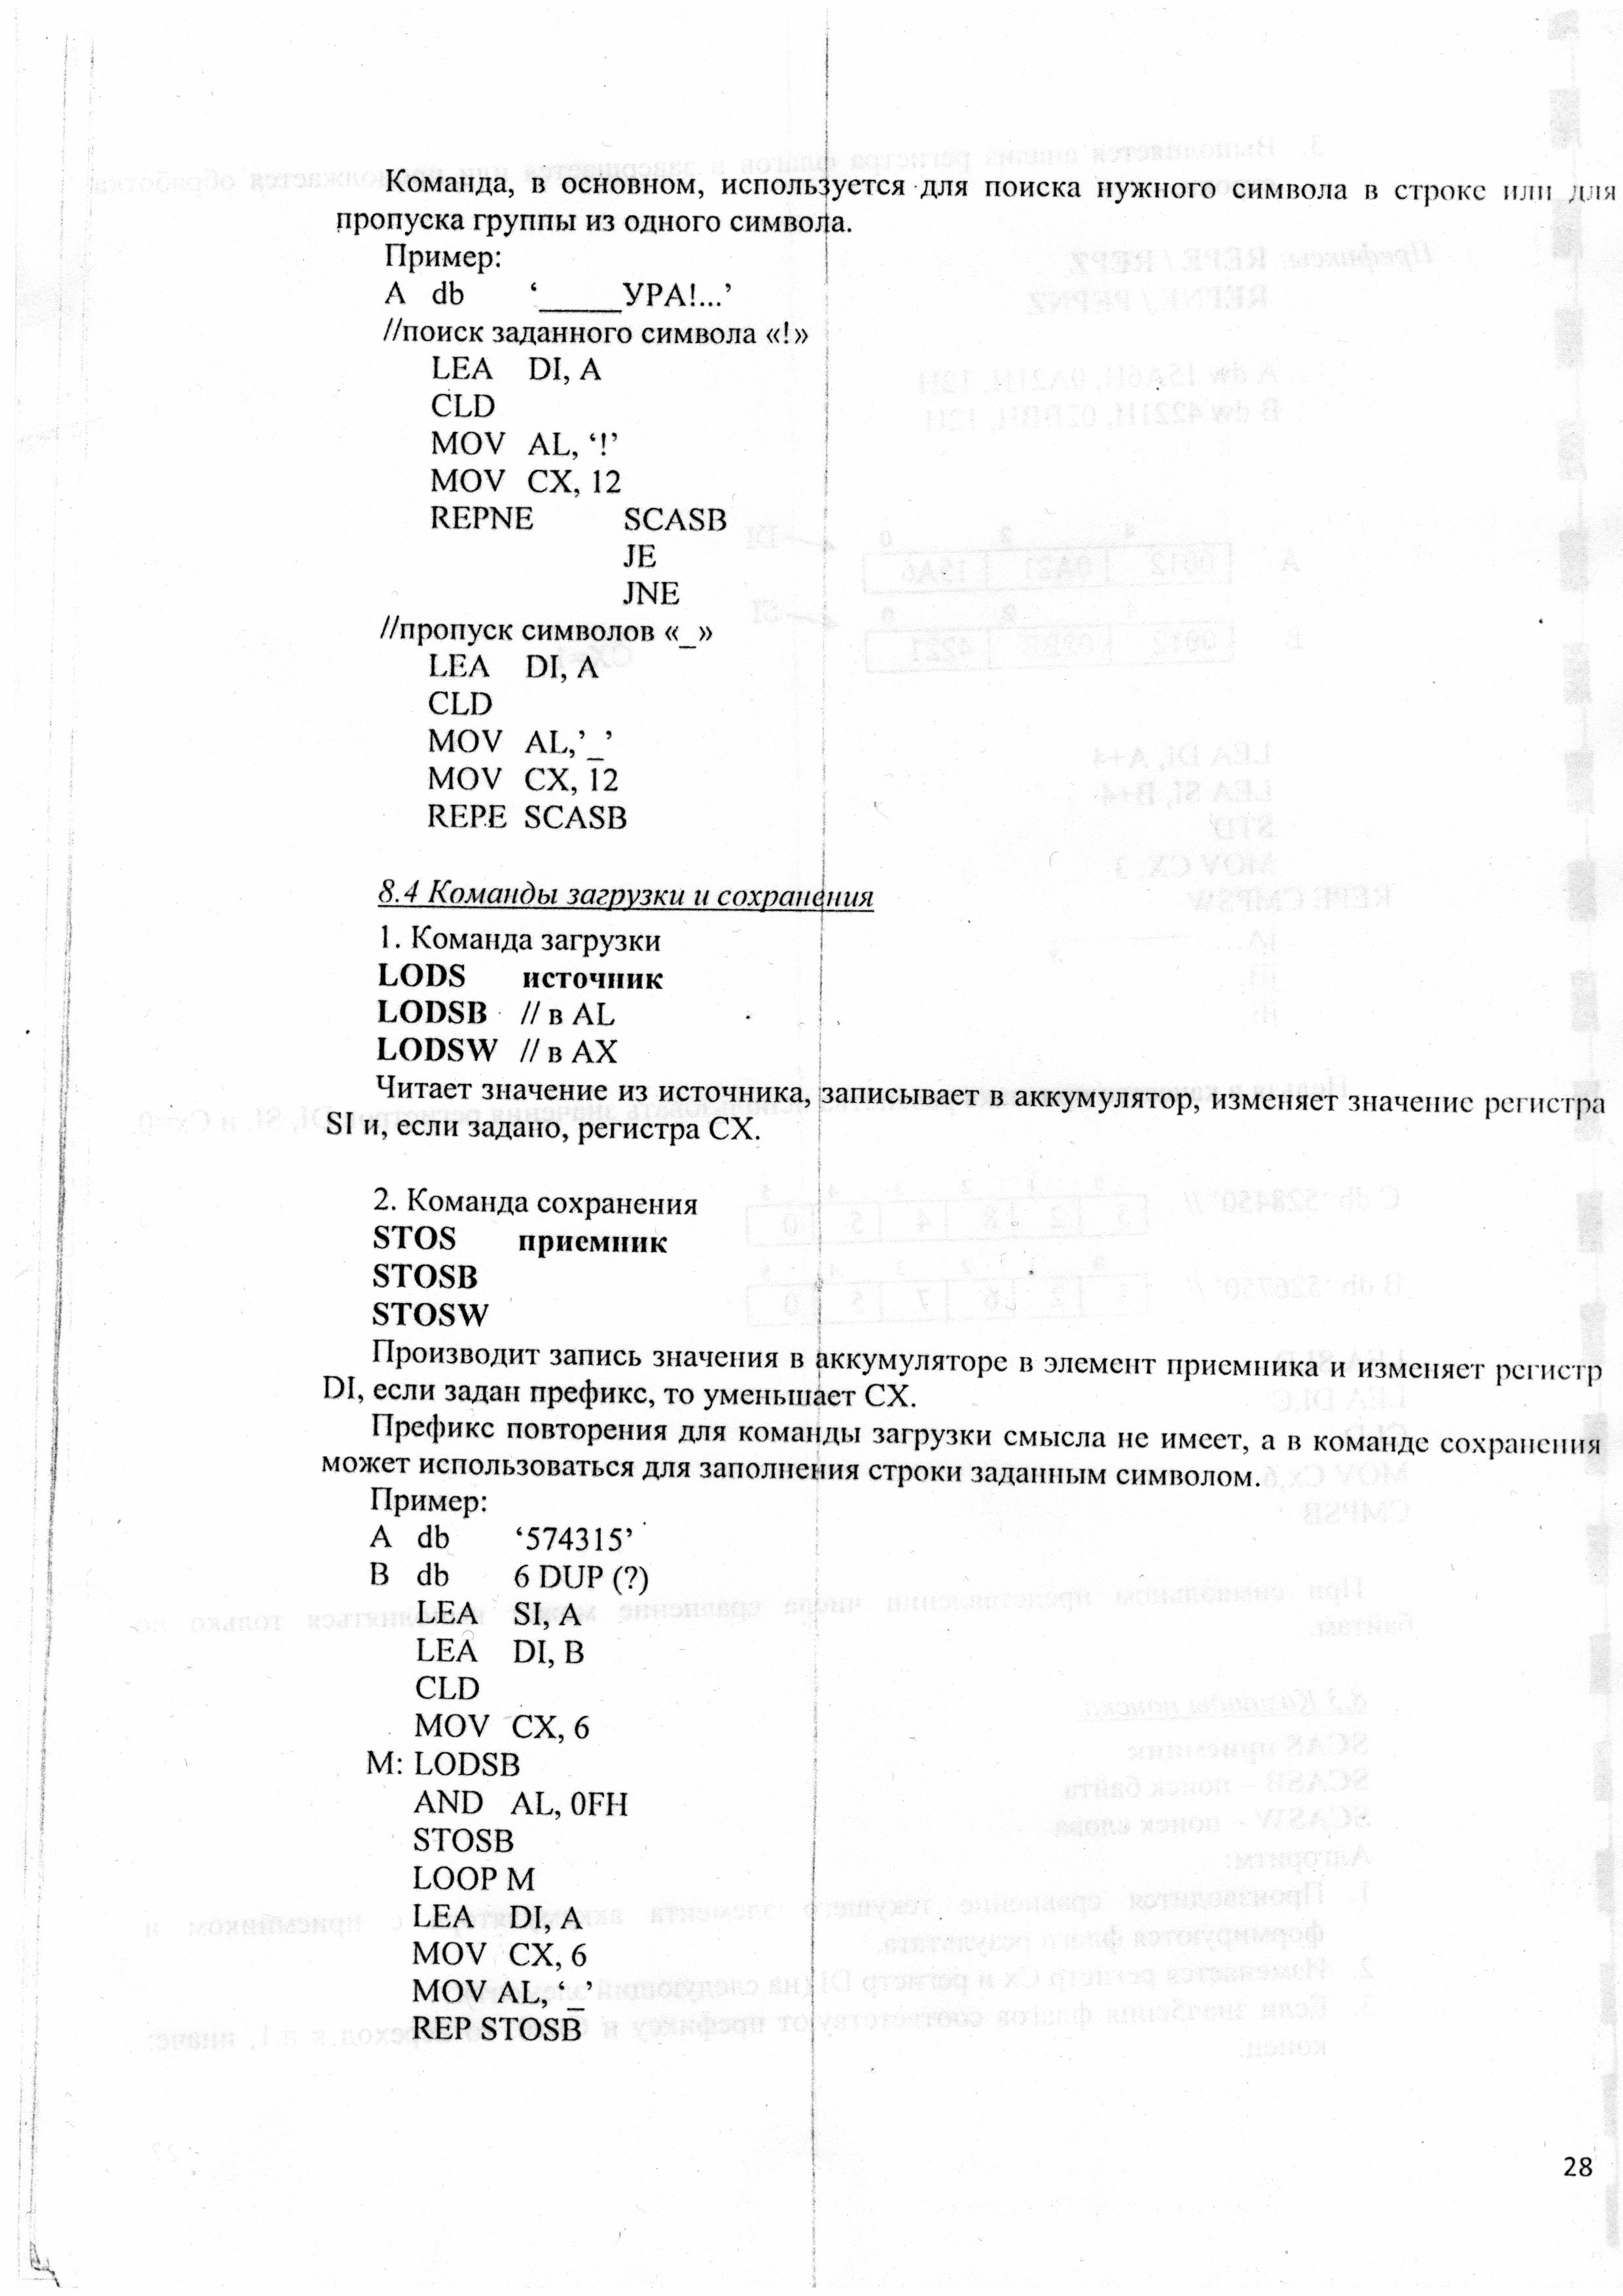 Команда, в основном, используется для поиска нужного символа в строке или для
пропуска группы из одного символа.
Пример:
A db ‘_____УРА!...’
//поиск заданного символа «!»
LEA DI, A
CLD
MOV AL, ‘!’
MOV CX, 12
REPNE SCASB
JE
JNE
//пропуск символов «_»
LEA DI, A
CLD
MOV AL,’_’
MOV CX, 12
REPE SCASB
8.4 Команды загрузки и сохранения
1. Команда загрузки
LODS источник
LODSB // в AL
LODSW // в AX
Читает значение из источника, записывает в аккумулятор, изменяет значение регистра
SI и, если задано, регистра CX.
2. Команда сохранения
STOS приемник
STOSB
STOSW
Производит запись значения в аккумуляторе в элемент приемника и изменяет регистр
DI, если задан префикс, то уменьшает CX.
Префикс повторения для команды загрузки смысла не имеет, а в команде сохранения
может использоваться для заполнения строки заданным символом.
Пример:
A db ‘574315’
B db 6 DUP (?)
LEA SI, A
LEA DI, B
CLD
MOV CX, 6
M: LODSB
AND AL, 0FH
STOSB
LOOP M
LEA DI, A
MOV CX, 6
MOV AL, ‘_’
REP STOSB
28